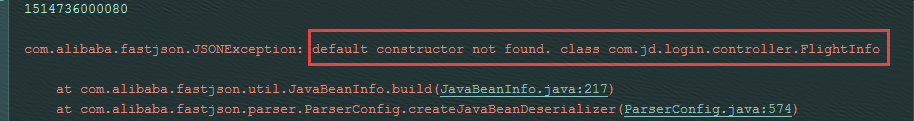 1514736000080
com.alibaba.fastjson.JSONException: default constructor not found. class com.jd.login.controller.FlightInfo
at com.alibaba.fastjson.util.JavaBeanInfo.build(JavaBeanInfo.java:217)
at com.alibaba.fastjson.parser.ParserConfig.createJavaBeanDeserializer(ParserConfig.java:574)